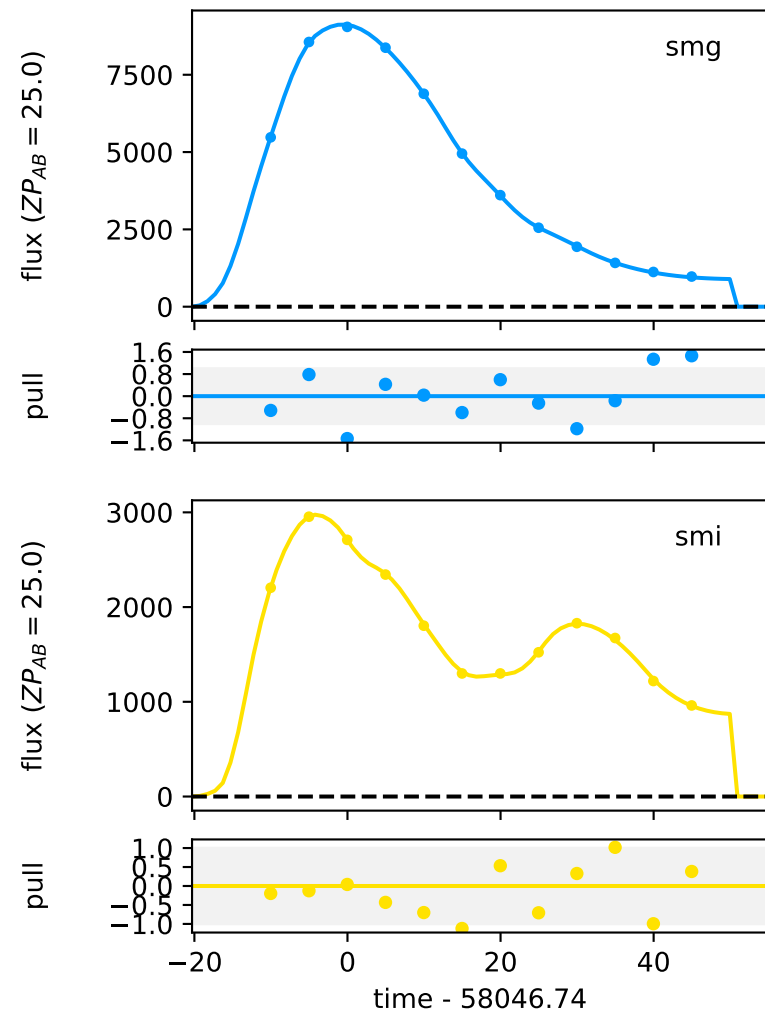 smg
flux (ZP_AB = 25.0)
7500
5000
2500
0
pull
1.6
0.8
0.0
−0.8
−1.6
smi
flux (ZP_AB = 25.0)
3000
2000
1000
0
pull
1.0
0.5
0.0
−0.5
−1.0
−20 0 20 40
time - 58046.74